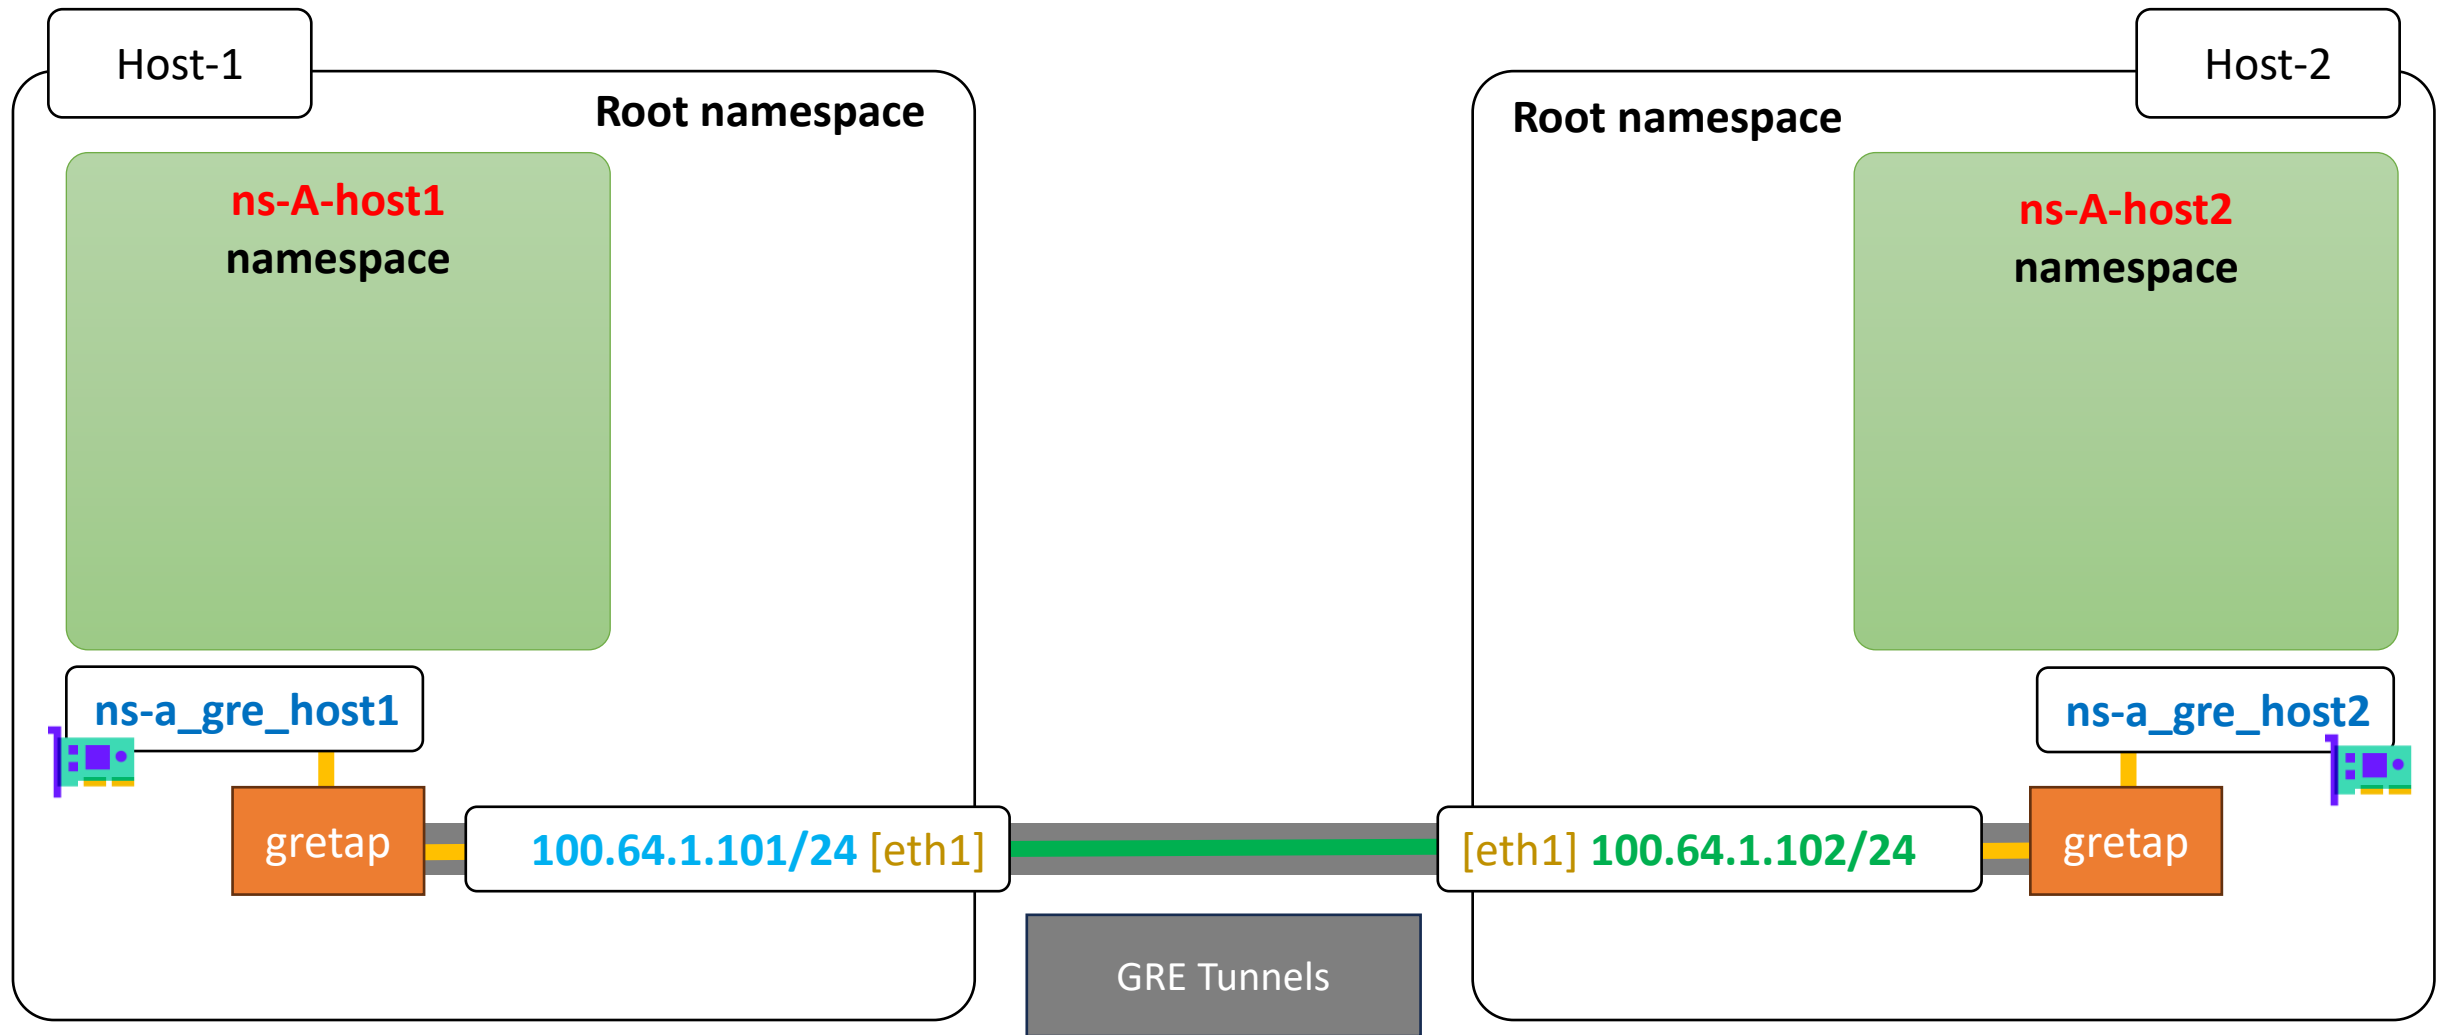 Host-1
Root namespace
ns-A-host1
namespace
ns-a_gre_host1
gretap
100.64.1.101/24 [eth1]
Host-2
Root namespace
ns-A-host2
namespace
ns-a_gre_host2
[eth1] 100.64.1.102/24
gretap
GRE Tunnels